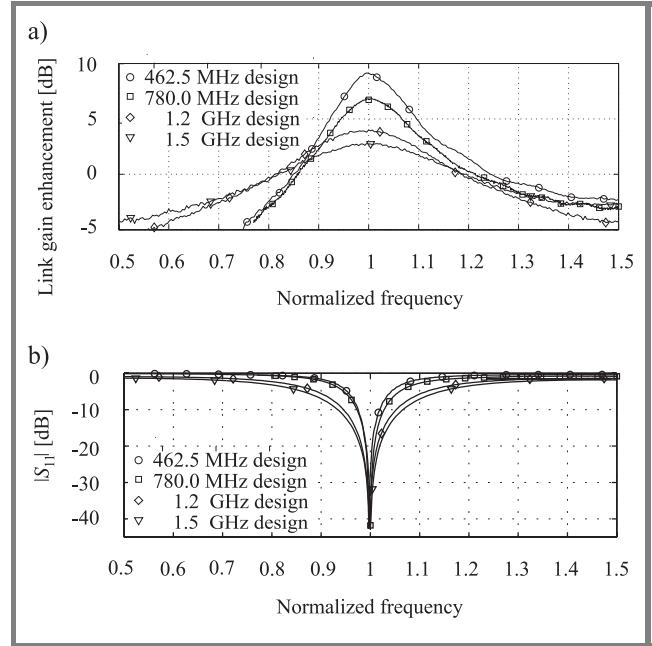 a)
Link gain enhancement [dB]
10
5
0
-5
462.5 MHz design
780.0 MHz design
1.2 GHz design
1.5 GHz design
0.5 0.6 0.7 0.8 0.9 1 1.1 1.2 1.3 1.4 1.5
Normalized frequency
b)
|S11| [dB]
0
-10
-20
-30
-40
462.5 MHz design
780.0 MHz design
1.2 GHz design
1.5 GHz design
0.5 0.6 0.7 0.8 0.9 1 1.1 1.2 1.3 1.4 1.5
Normalized frequency